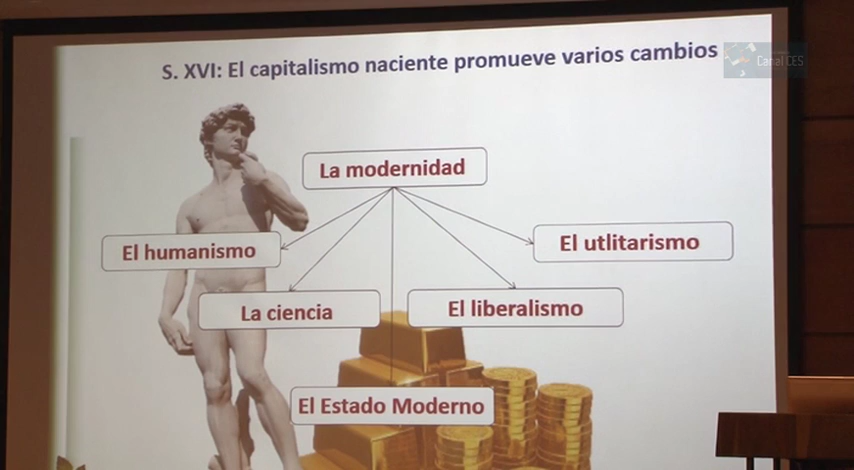 S. XVI: El capitalismo naciente promueve varios cambios
Canal CES
La modernidad
El humanismo
El utlitarismo
La ciencia
El liberalismo
El Estado Moderno